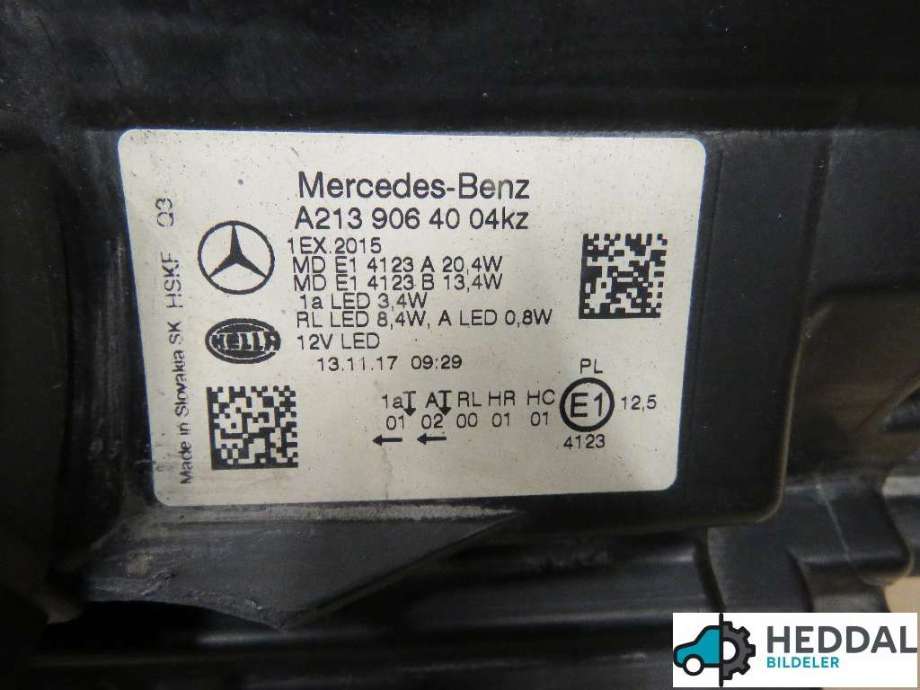 Mercedes-Benz
A213 906 40 04kz
1EX.2015
MD E1 4123 A 20,4W
MD E1 4123 B 13,4W
1a LED 3,4W
RL LED 8,4W, A LED 0,8W
12V LED
13.11.17 09:29
HELLA
Made in Slovakia SK HSKF Q3
PL
1a A RL HR HC E1 12,5
01 02 00 01 01
4123
HEDDAL
BILDELER